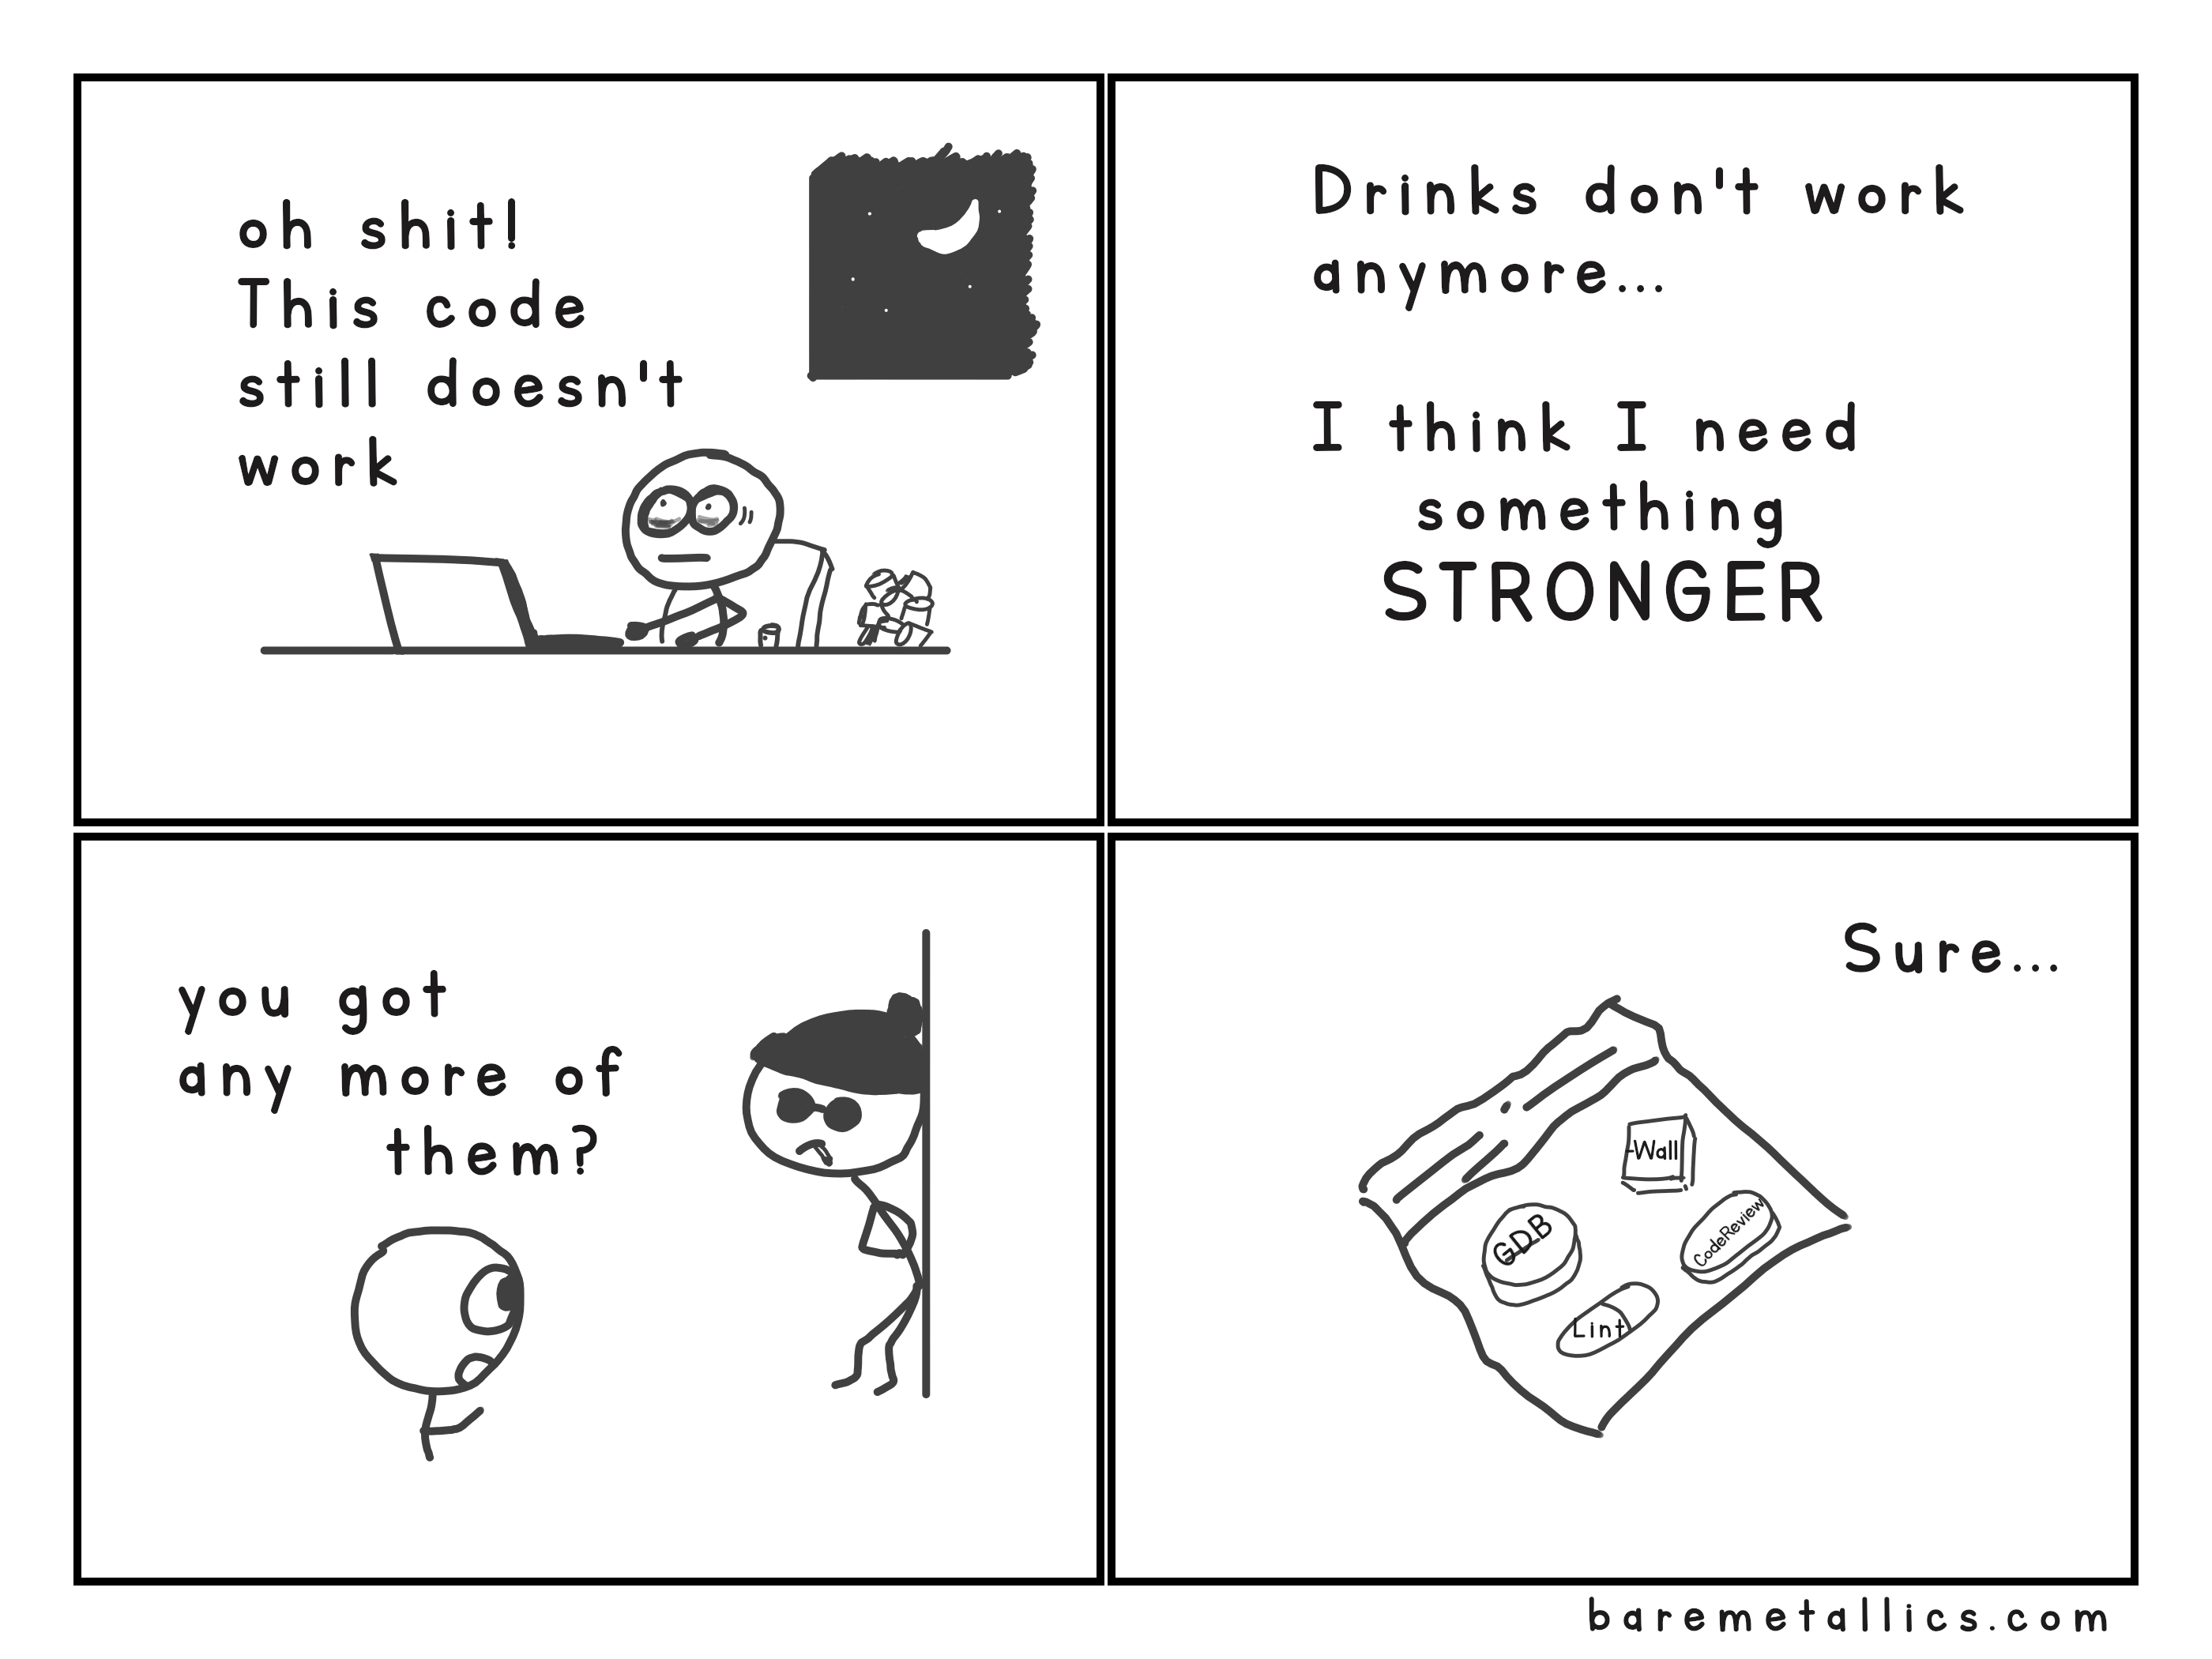 oh shit!
This code
still doesn't
work
Drinks don't work
anymore...
I think I need
something
STRONGER
you got
any more of
them?
Sure...
-Wall
GDB
CodeReview
Lint
baremetallics.com